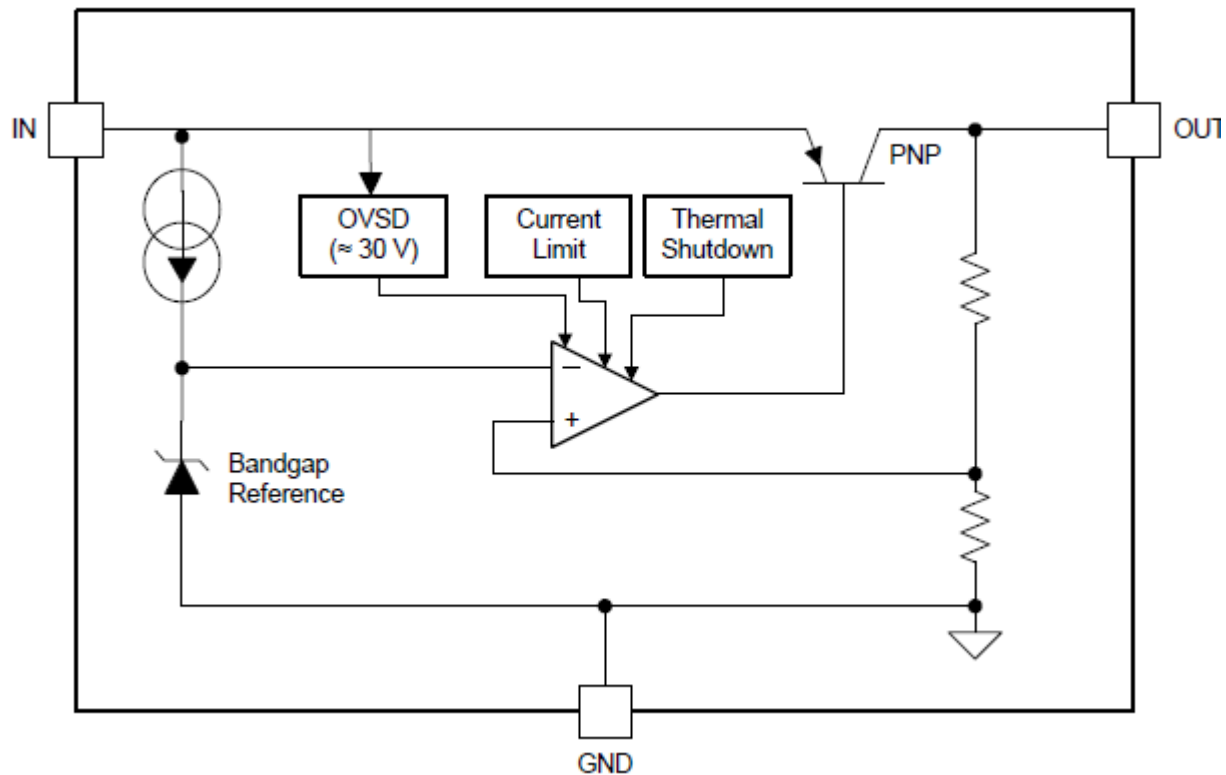 IN
OUT
PNP
OVSD
(≈ 30 V)
Current
Limit
Thermal
Shutdown
−
+
Bandgap
Reference
GND